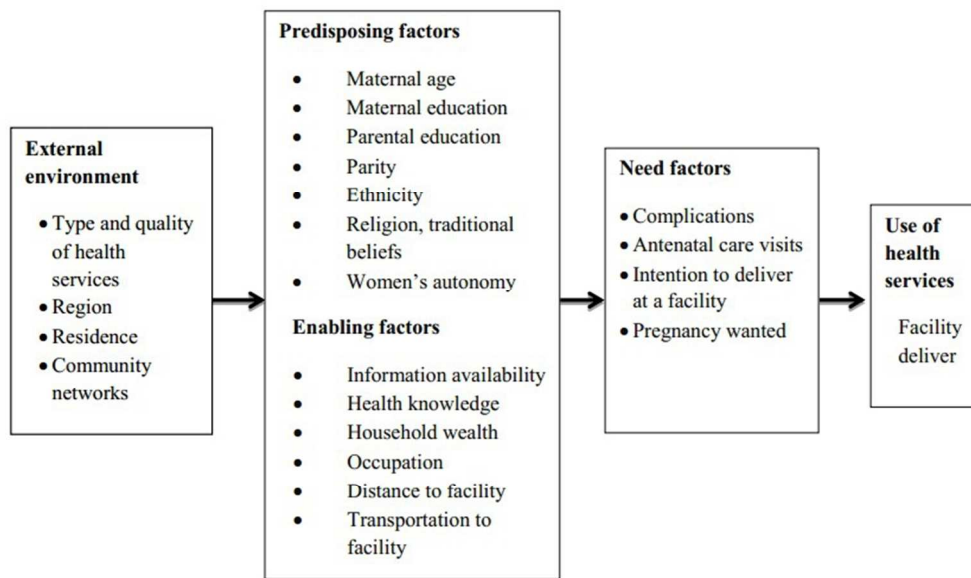 External
environment
• Type and quality
of health
services
• Region
• Residence
• Community
networks
Predisposing factors
• Maternal age
• Maternal education
• Parental education
• Parity
• Ethnicity
• Religion, traditional
beliefs
• Women's autonomy
Enabling factors
• Information availability
• Health knowledge
• Household wealth
• Occupation
• Distance to facility
• Transportation to
facility
Need factors
• Complications
• Antenatal care visits
• Intention to deliver
at a facility
• Pregnancy wanted
Use of
health
services
Facility
deliver